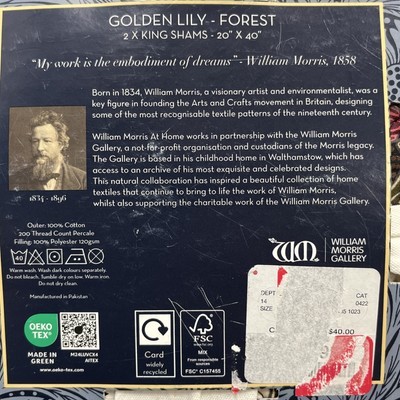 GOLDEN LILY - FOREST
2 X KING SHAMS - 20" X 40"
"My work is the embodiment of dreams" - William Morris, 1858
Born in 1834, William Morris, a visionary artist and environmentalist, was a
key figure in founding the Arts and Crafts movement in Britain, designing
some of the most recognisable textile patterns of the nineteenth century.
William Morris At Home works in partnership with the William Morris
Gallery, a not-for-profit organisation and custodians of the Morris legacy.
The Gallery is based in his childhood home in Walthamstow, which has
access to an archive of his most exquisite and celebrated designs.
This natural collaboration has inspired a beautiful collection of home
textiles that continue to bring to life the work of William Morris,
whilst also supporting the charitable work of the William Morris Gallery.
1834 - 1896
Outer: 100% Cotton
200 Thread Count Percale
Filling: 100% Polyester 120gsm
40
Warm wash. Wash dark colours separately.
Do not bleach. Tumble dry on low. Warm iron.
Do not dry clean.
Manufactured in Pakistan
WM
WILLIAM
MORRIS
GALLERY
OEKO
TEX®
MADE IN
GREEN
AITEX
www.oeko-tex.com
Card
widely
recycled
FSC
www.fsc.org
MIX
From responsible
sources
FSC® C157455
DEPT
CAT
14
0422
SIZE
1023
$40.00